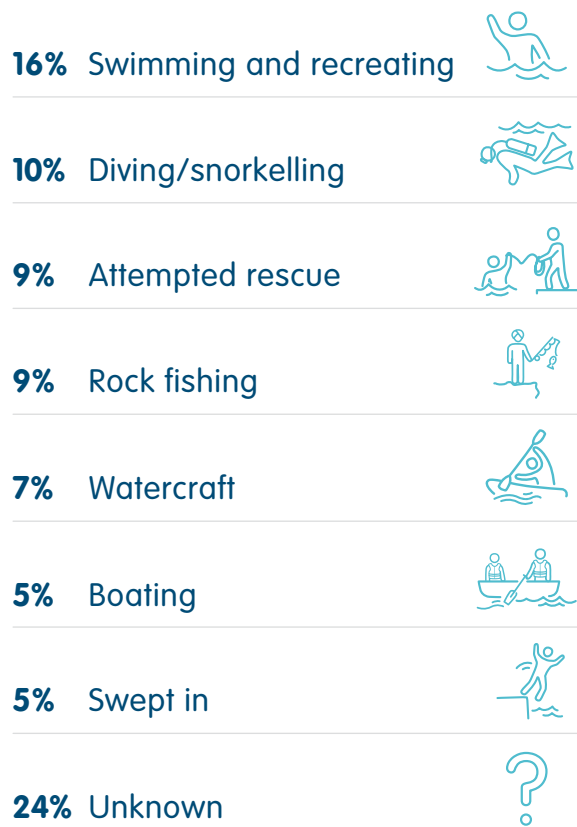 16% Swimming and recreating
10% Diving/snorkelling
9% Attempted rescue
9% Rock fishing
7% Watercraft
5% Boating
5% Swept in
24% Unknown